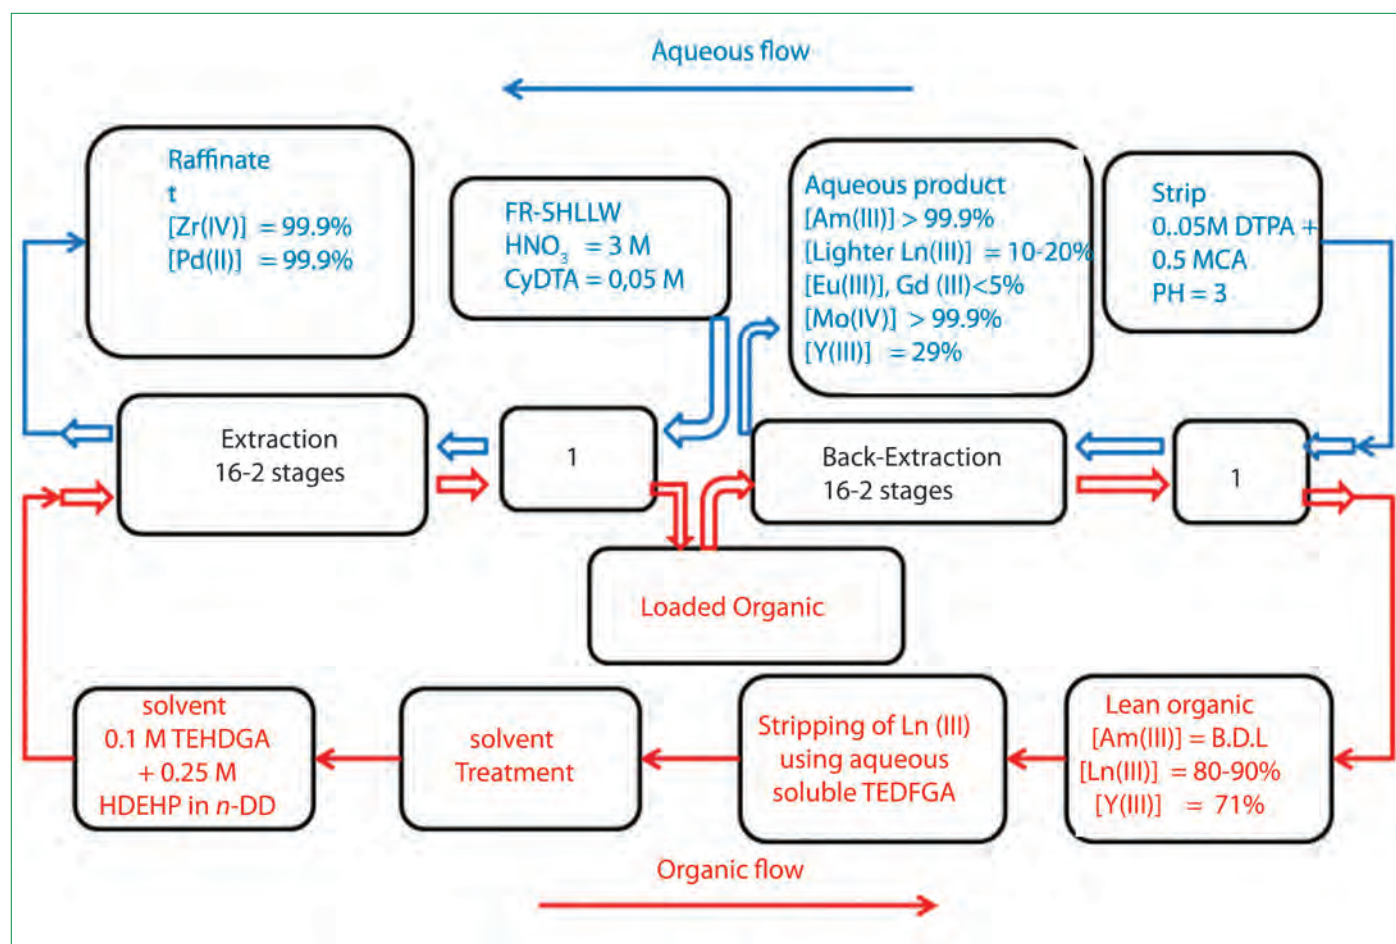 Aqueous flow
Raffinate
t
[Zr(IV)] = 99.9%
[Pd(II)] = 99.9%
FR-SHLLW
HNO₃ = 3 M
CyDTA = 0,05 M
Aqueous product
[Am(III)] > 99.9%
[Lighter Ln(III)] = 10-20%
[Eu(III)], Gd (III)<5%
[Mo(IV)] > 99.9%
[Y(III)] = 29%
Strip
0..05M DTPA +
0.5 MCA
PH = 3
Extraction
16-2 stages
1
Back-Extraction
16-2 stages
1
Loaded Organic
solvent
0.1 M TEHDGA
+ 0.25 M
HDEHP in n-DD
solvent
Treatment
Stripping of Ln (III)
using aqueous
soluble TEDFGA
Lean organic
[Am(III)] = B.D.L
[Ln(III)] = 80-90%
[Y(III)] = 71%
Organic flow